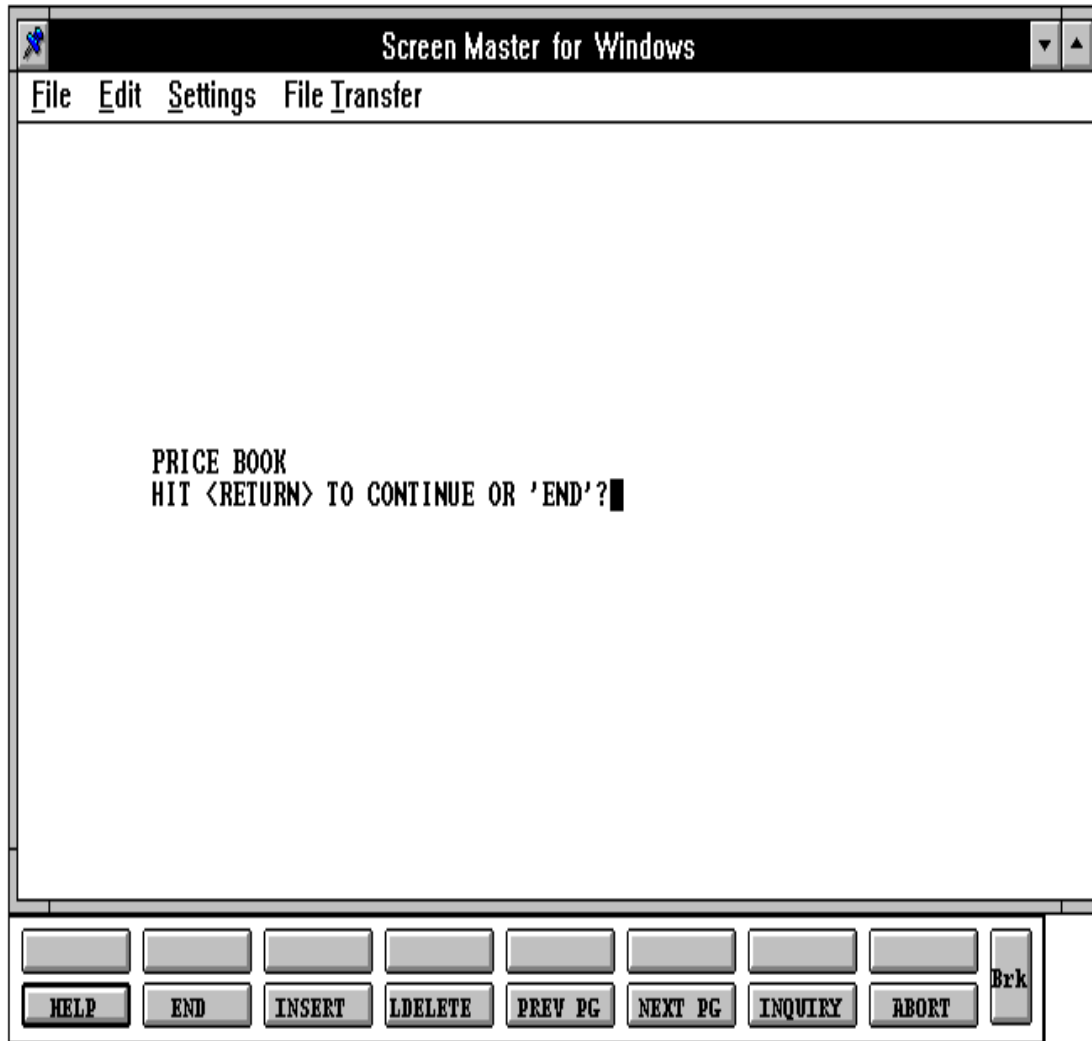 Screen Master for Windows
File Edit Settings File Transfer
PRICE BOOK
HIT <RETURN> TO CONTINUE OR 'END'?
Brk
HELP END INSERT LDELETE PREV PG NEXT PG INQUIRY ABORT